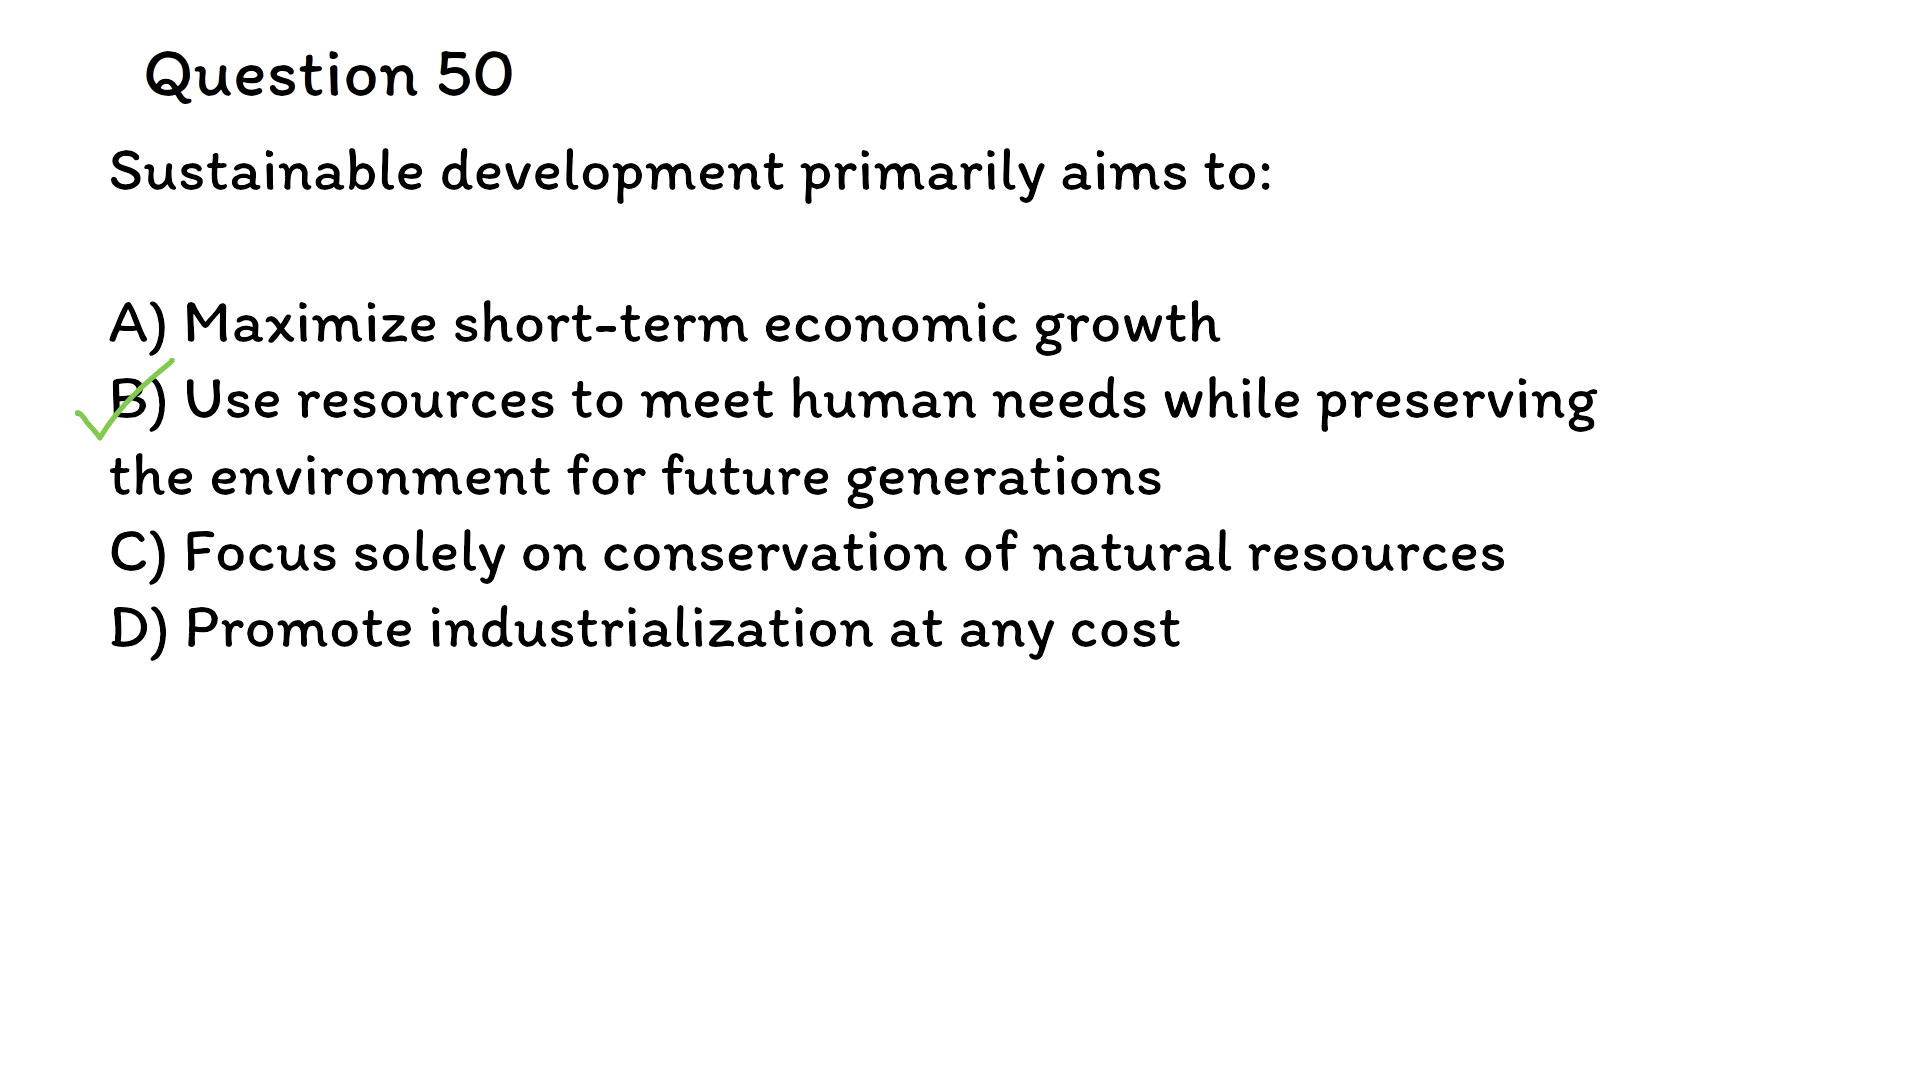 Question 50
Sustainable development primarily aims to:
A) Maximize short-term economic growth
B) Use resources to meet human needs while preserving
the environment for future generations
C) Focus solely on conservation of natural resources
D) Promote industrialization at any cost